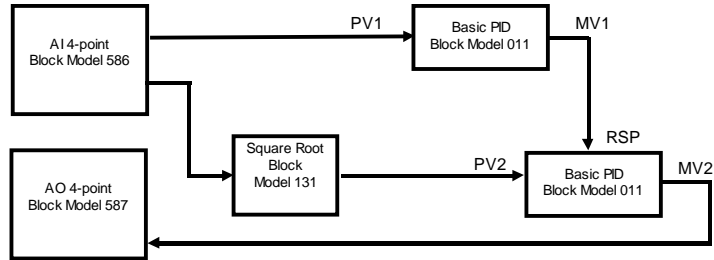 AI 4-point
Block Model 586
PV1
Basic PID
Block Model 011
MV1
Square Root
Block
Model 131
PV2
RSP
Basic PID
Block Model 011
MV2
AO 4-point
Block Model 587